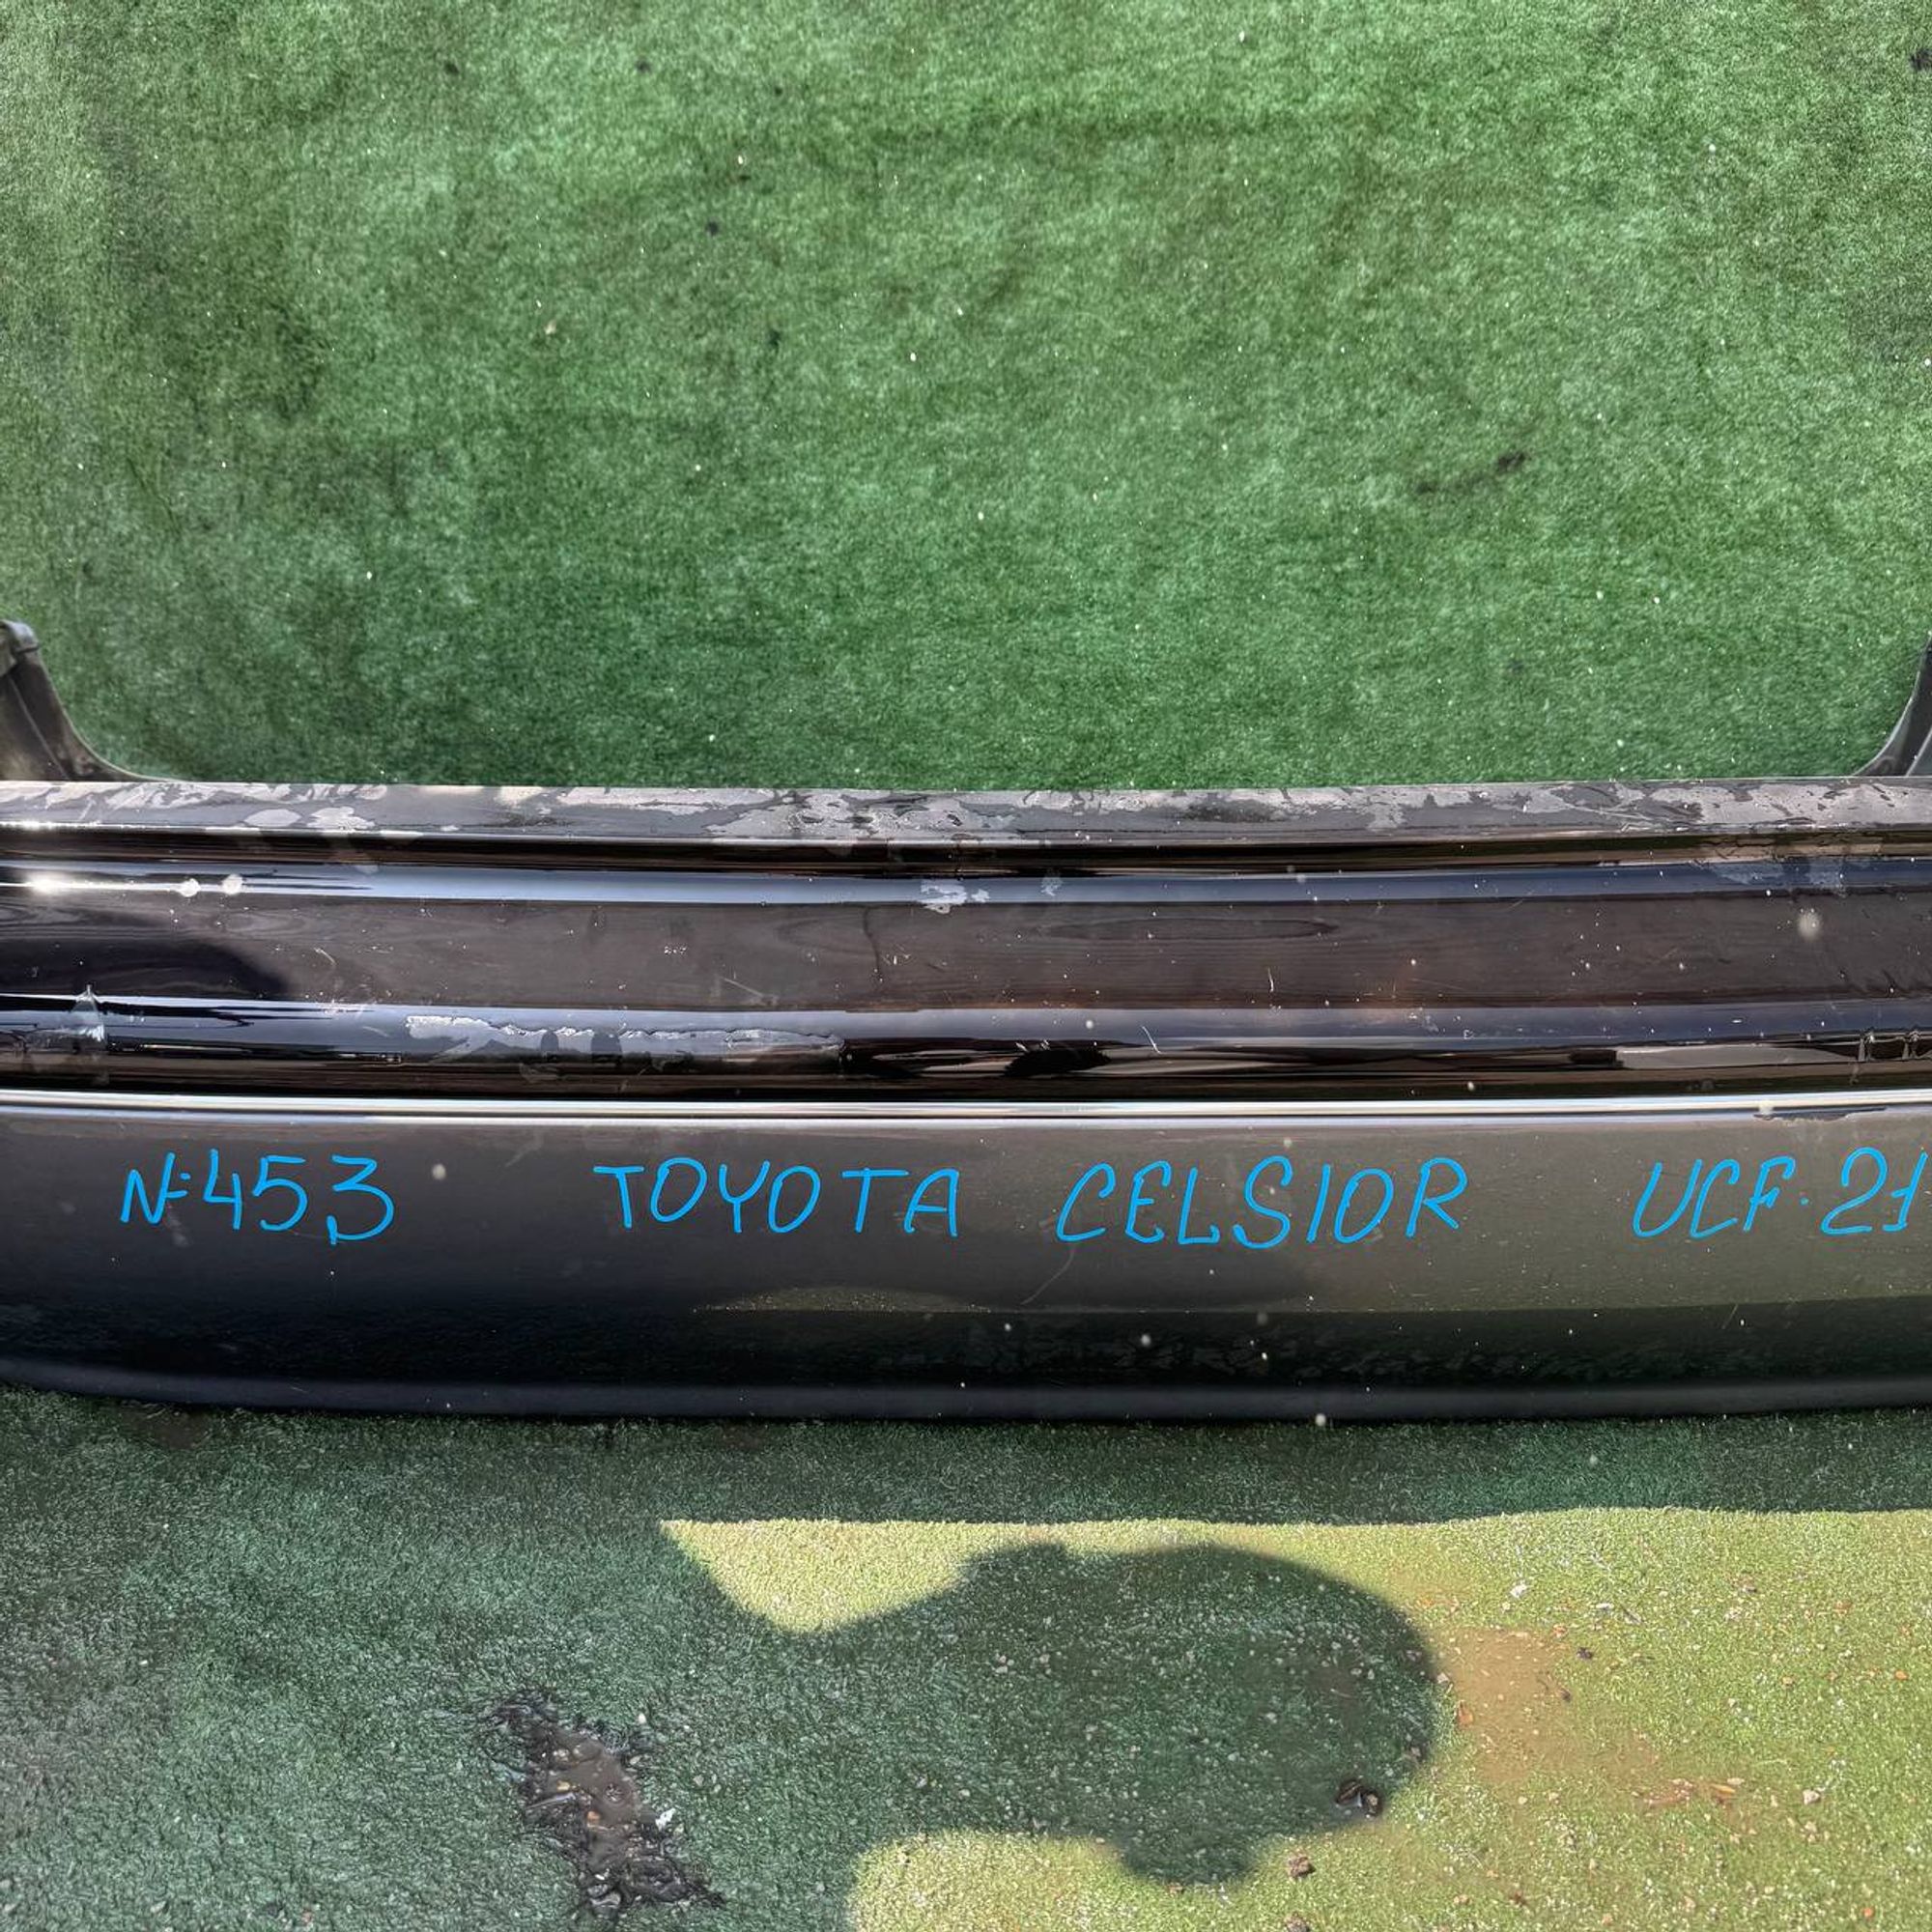 N:453 TOYOTA CELSIOR UCF·21